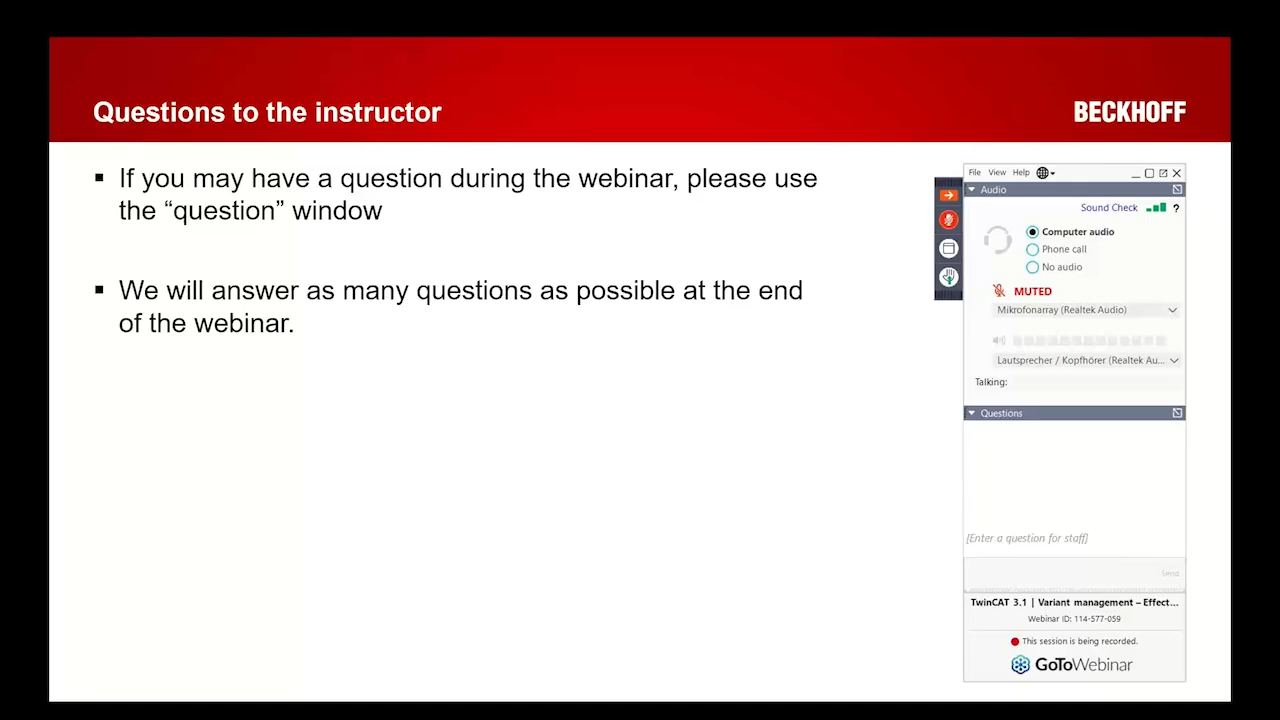 Questions to the instructor
BECKHOFF
▪ If you may have a question during the webinar, please use
the “question” window
▪ We will answer as many questions as possible at the end
of the webinar.
File View Help
Audio
Sound Check ?
Computer audio
Phone call
No audio
MUTED
Mikrofonarray (Realtek Audio)
Lautsprecher / Kopfhörer (Realtek Au...
Talking:
Questions
[Enter a question for staff]
Send
TwinCAT 3.1 | Variant management – Effect...
Webinar ID: 114-577-059
This session is being recorded.
GoToWebinar